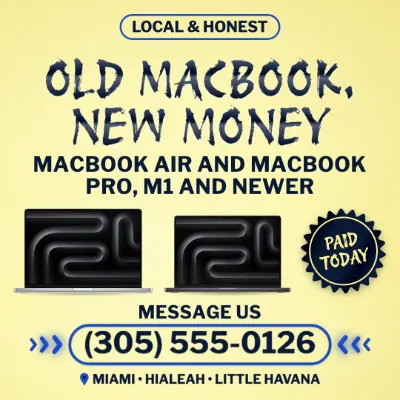 LOCAL & HONEST
OLD MACBOOK,
NEW MONEY
MACBOOK AIR AND MACBOOK
PRO, M1 AND NEWER
PAID
TODAY
MESSAGE US
(305) 555-0126
MIAMI • HIALEAH • LITTLE HAVANA